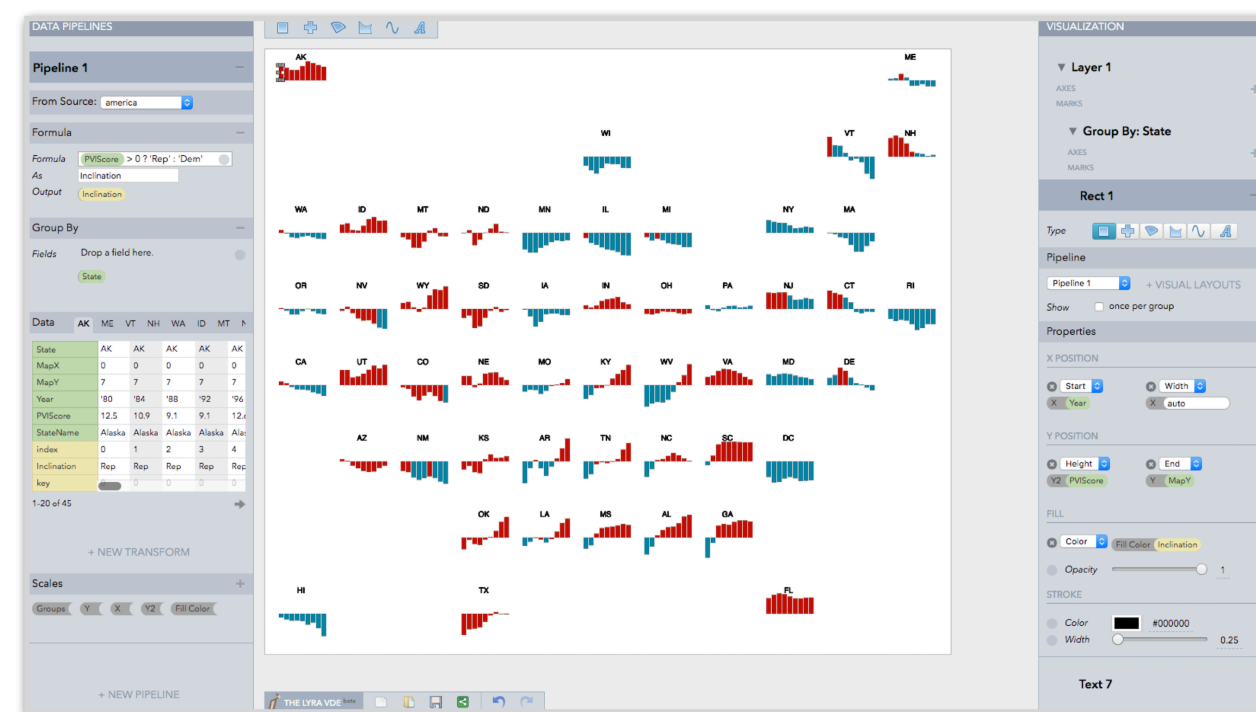 DATA PIPELINES
Pipeline 1
From Source: america
Formula
Formula PVIScore > 0 ? 'Rep' : 'Dem'
As Inclination
Output Inclination
Group By
Fields Drop a field here.
State
Data AK ME VT NH WA ID MT
State AK AK AK AK AK
MapX 0 0 0 0 0
MapY 7 7 7 7 7
Year '80 '84 '88 '92 '96
PVIScore 12.5 10.9 9.1 9.1 12.
StateName Alaska Alaska Alaska Alaska Ala
index 0 1 2 3 4
Inclination Rep Rep Rep Rep Rep
key 0 0 0 0
1-20 of 45
+ NEW TRANSFORM
Scales
Groups Y X Y2 Fill Color
+ NEW PIPELINE
AK ME
WI VT NH
WA ID MT ND MN IL MI NY MA
OR NV WY SD IA IN OH PA NJ CT RI
CA UT CO NE MO KY WV VA MD DE
AZ NM KS AR TN NC SC DC
OK LA MS AL GA
HI TX FL
THE LYRA VDE beta
VISUALIZATION
Layer 1
AXES
MARKS
Group By: State
AXES
MARKS
Rect 1
Type
Pipeline
Pipeline 1 + VISUAL LAYOUTS
Show once per group
Properties
X POSITION
Start Width
X Year X auto
Y POSITION
Height End
Y2 PVIScore Y MapY
FILL
Color Fill Color Inclination
Opacity 1
STROKE
Color #000000
Width 0.25
Text 7